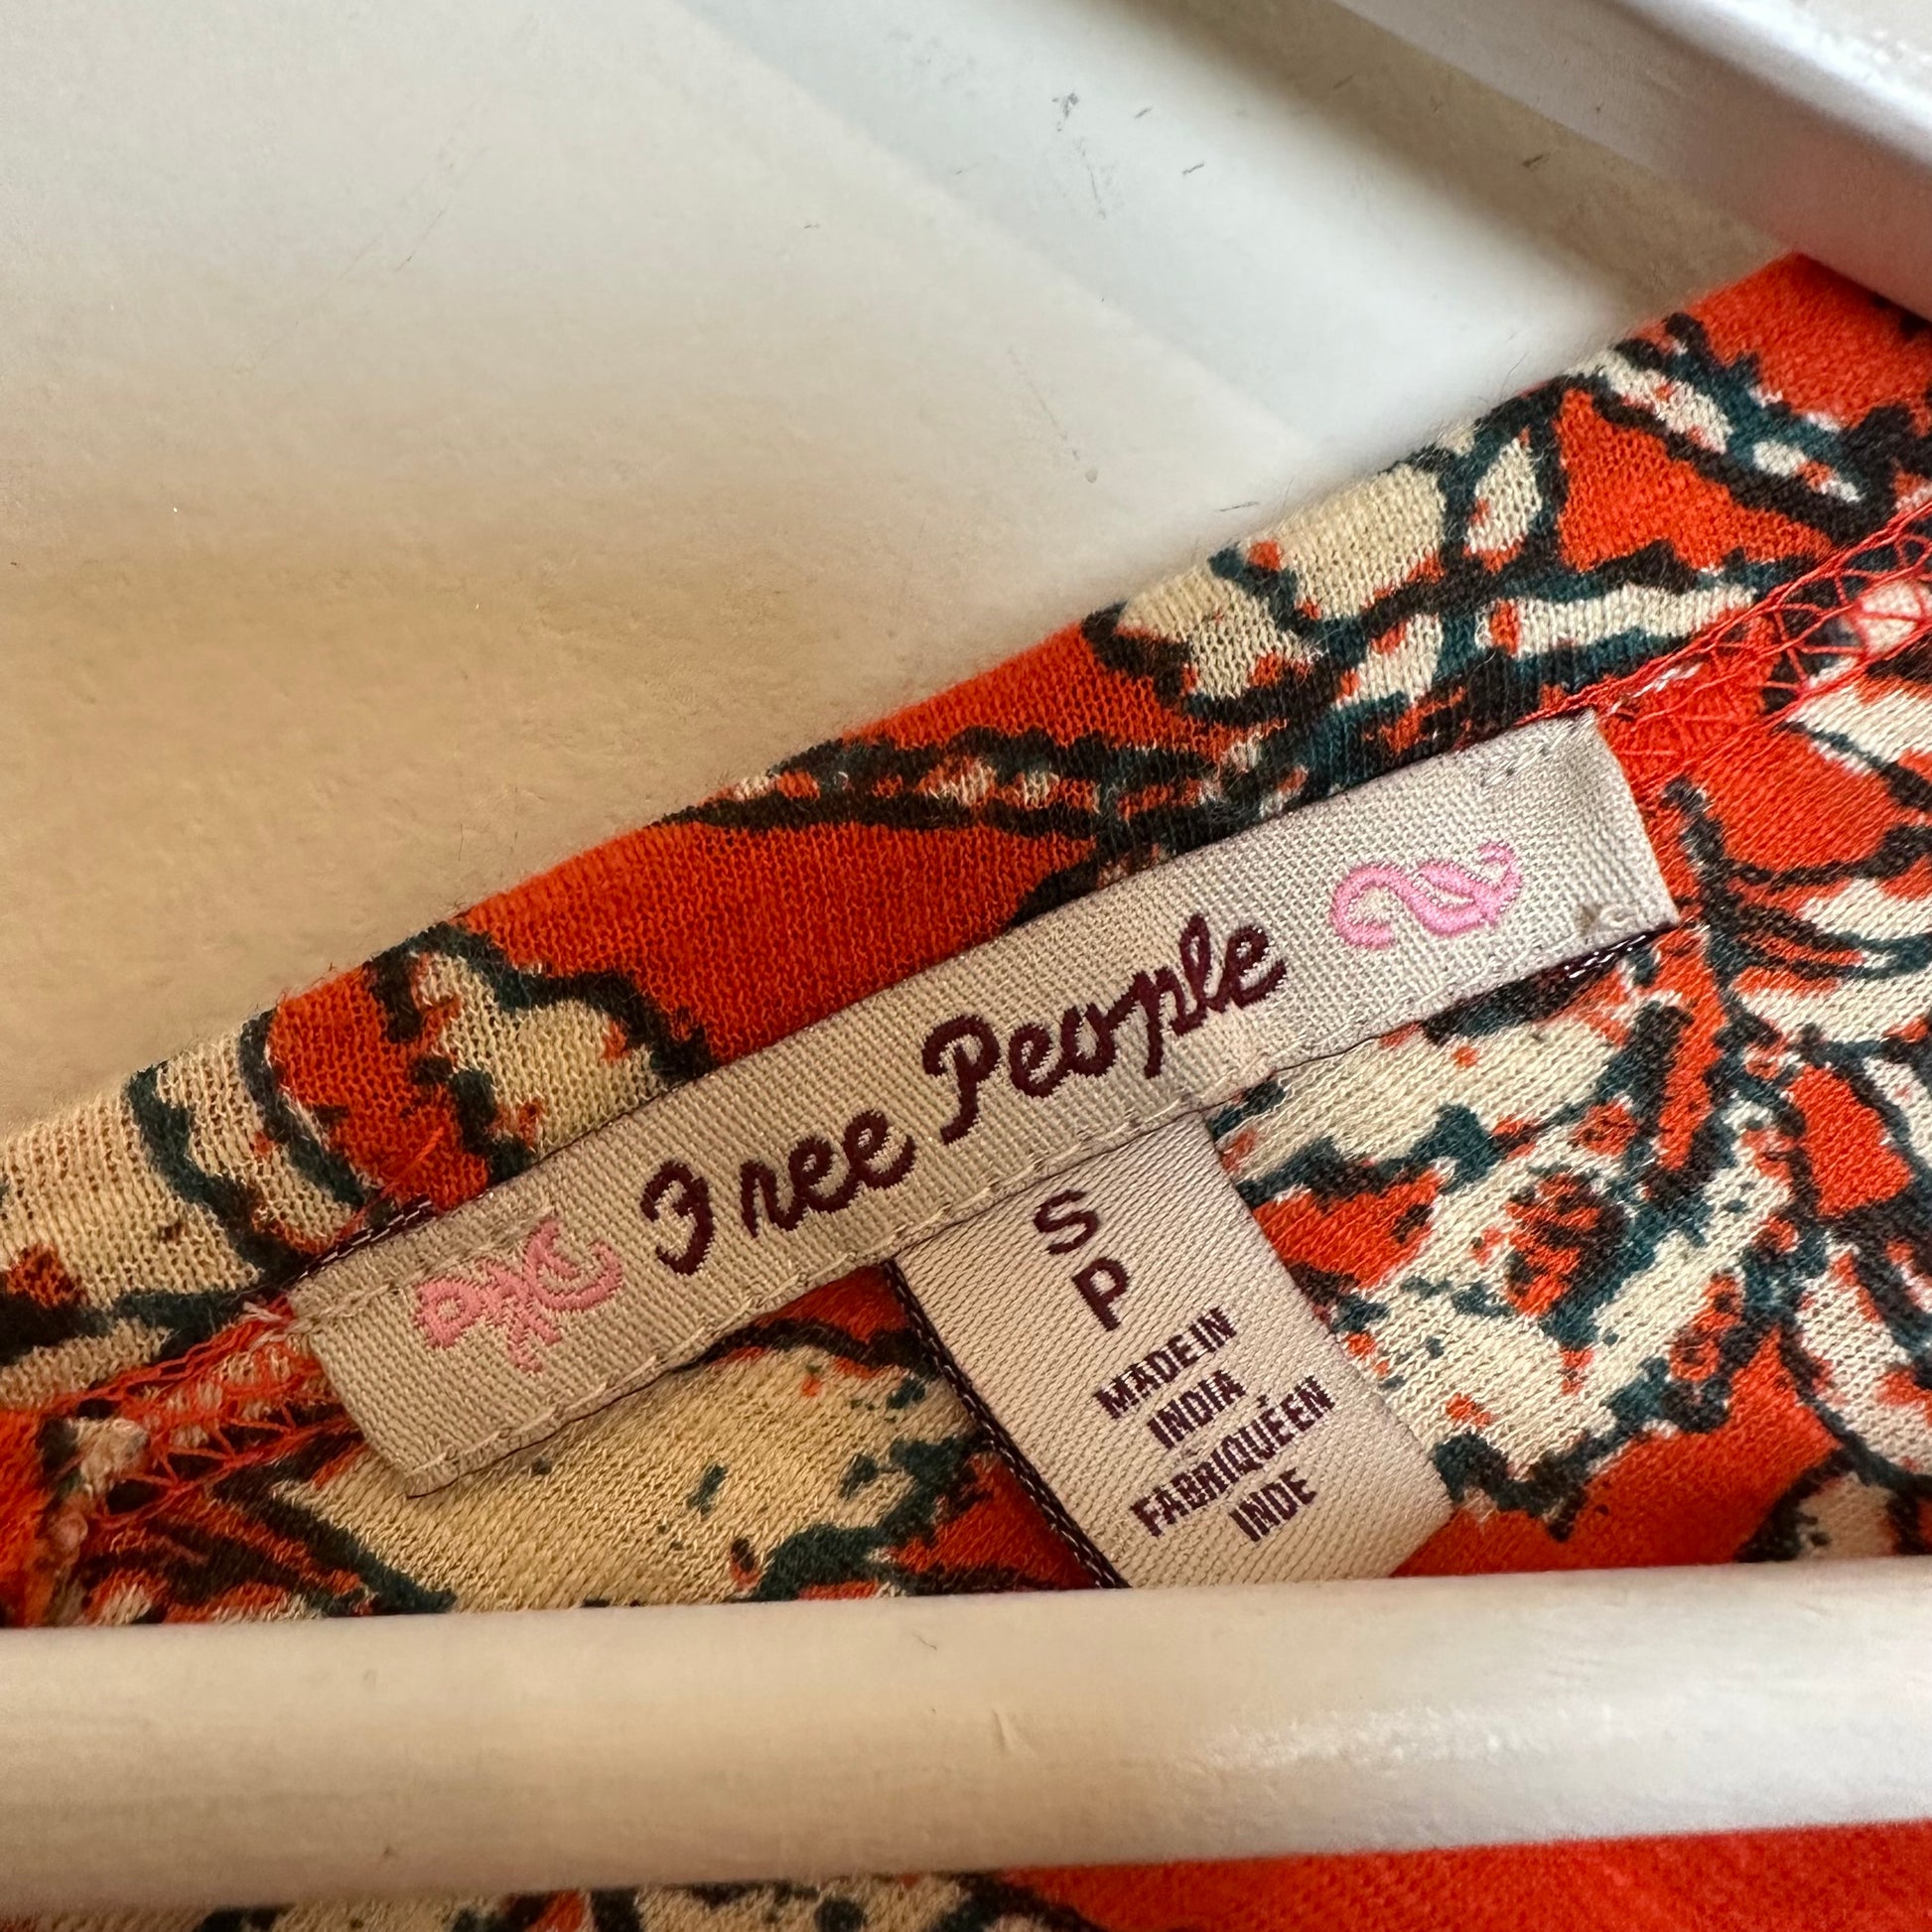 Free People
S
P
MADE IN
INDIA
FABRIQUÉ EN
INDE